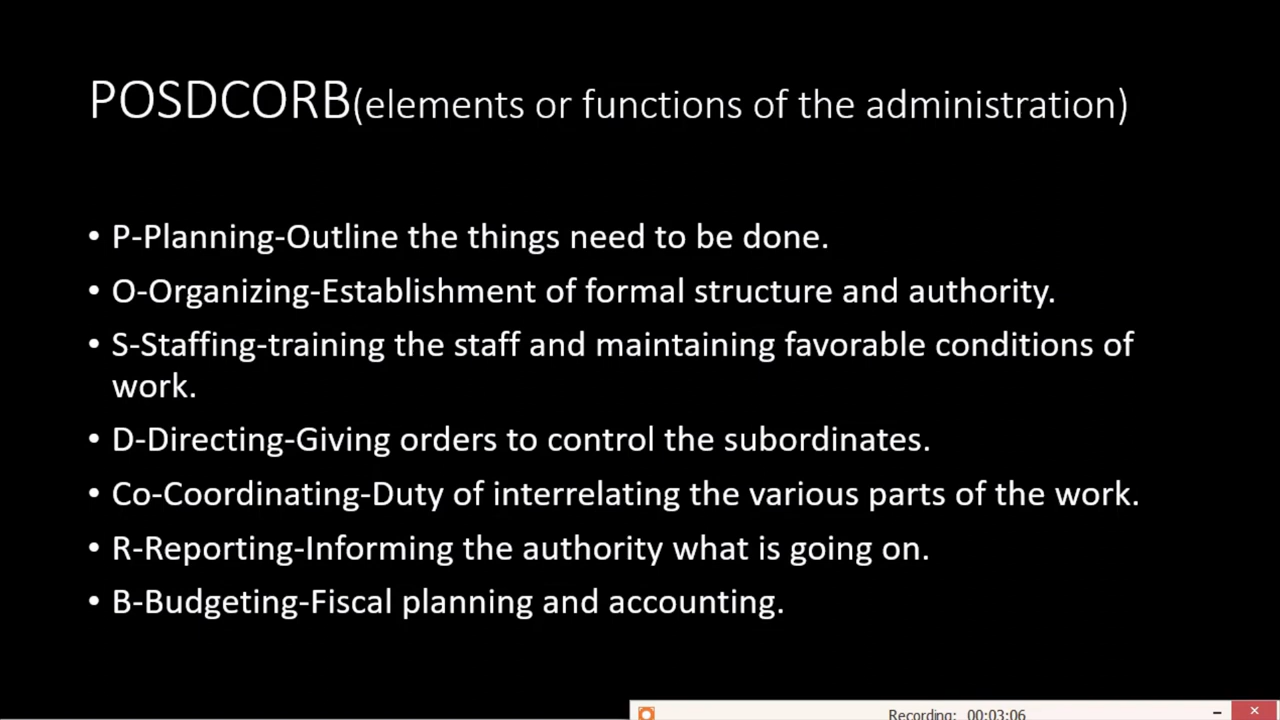 POSDCORB(elements or functions of the administration)
• P-Planning-Outline the things need to be done.
• O-Organizing-Establishment of formal structure and authority.
• S-Staffing-training the staff and maintaining favorable conditions of
work.
• D-Directing-Giving orders to control the subordinates.
• Co-Coordinating-Duty of interrelating the various parts of the work.
• R-Reporting-Informing the authority what is going on.
• B-Budgeting-Fiscal planning and accounting.
Recording: 00:03:06